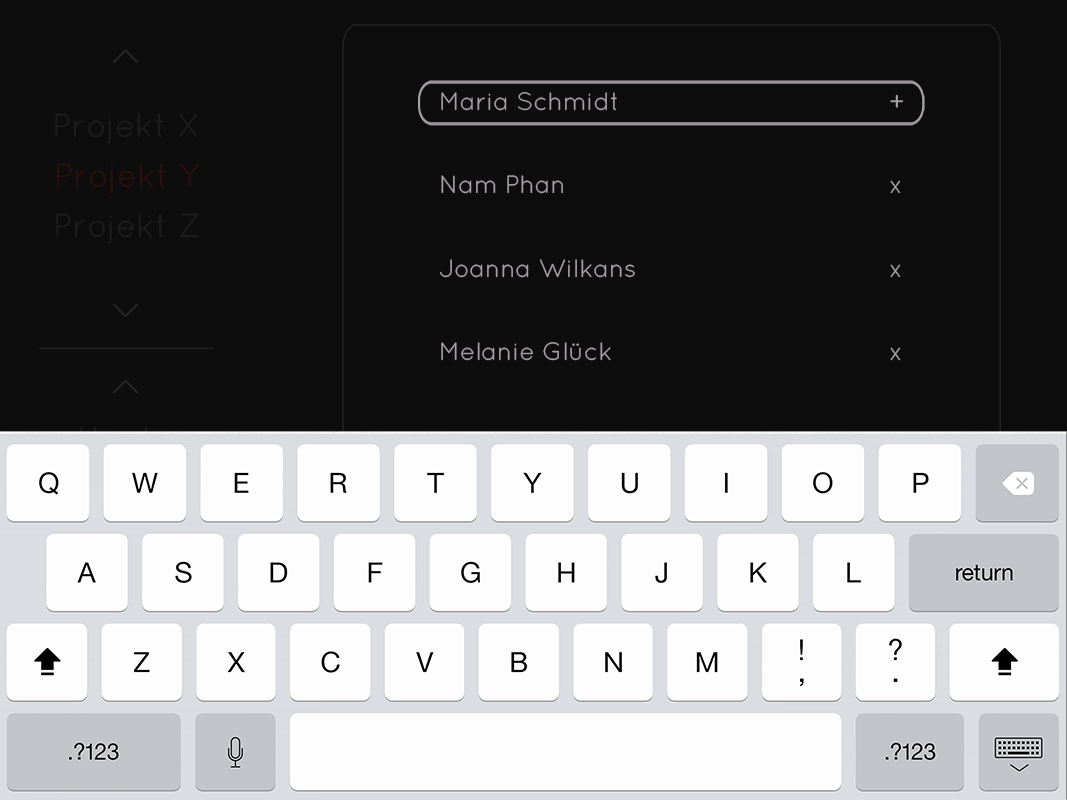 Projekt X
Projekt Y
Projekt Z
Maria Schmidt +
Nam Phan x
Joanna Wilkans x
Melanie Glück x
Q W E R T Y U I O P
A S D F G H J K L return
Z X C V B N M ! , ? .
.?123 .?123